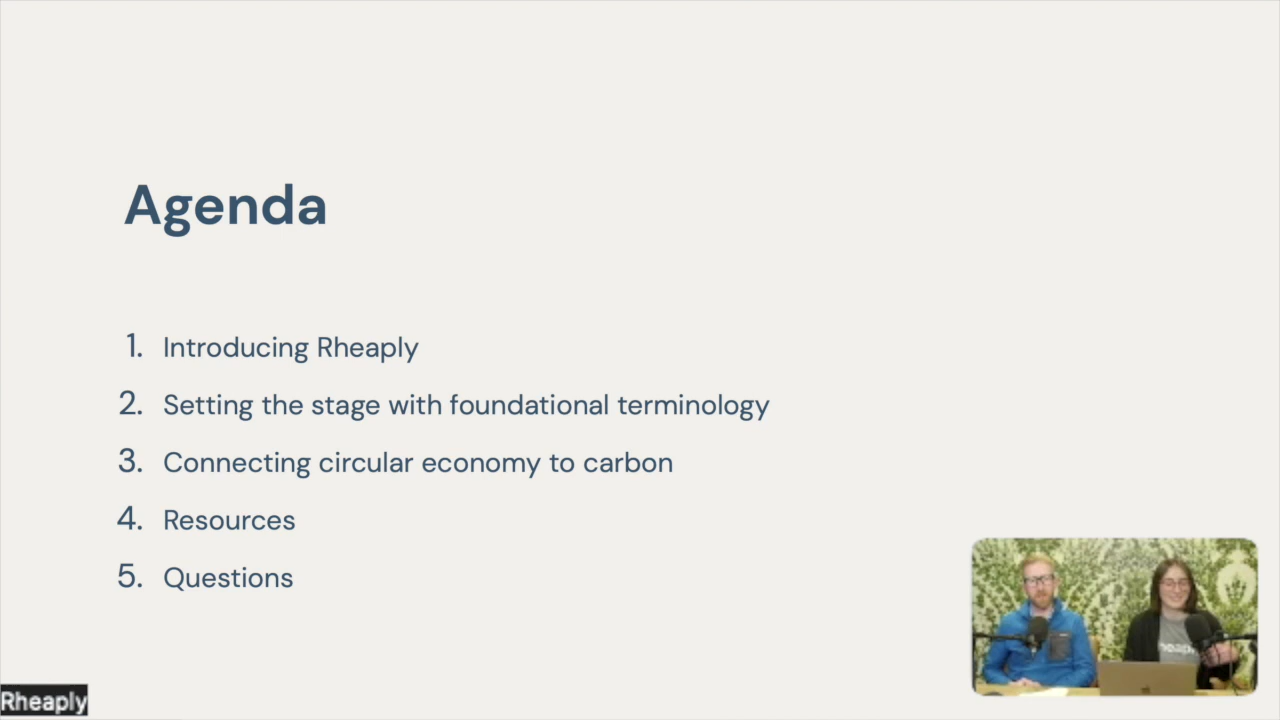 Agenda
1. Introducing Rheaply
2. Setting the stage with foundational terminology
3. Connecting circular economy to carbon
4. Resources
5. Questions
Rheaply